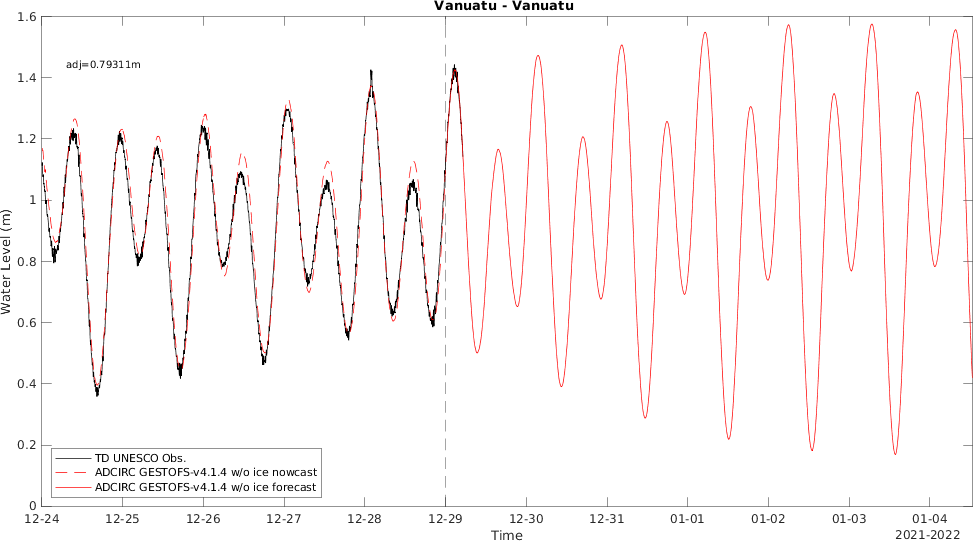 Vanuatu - Vanuatu
1.6
1.4
1.2
1
0.8
0.6
0.4
0.2
0
Water Level (m)
adj=0.79311m
TD UNESCO Obs.
ADCIRC GESTOFS-v4.1.4 w/o ice nowcast
ADCIRC GESTOFS-v4.1.4 w/o ice forecast
12-24 12-25 12-26 12-27 12-28 12-29 12-30 12-31 01-01 01-02 01-03 01-04
Time
2021-2022